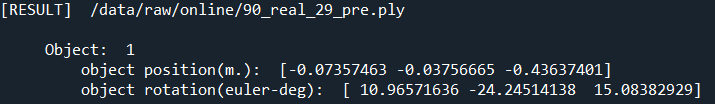 [RESULT] /data/raw/online/90_real_29_pre.ply
Object: 1
object position(m.): [-0.07357463 -0.03756665 -0.43637401]
object rotation(euler-deg): [ 10.96571636 -24.24514138 15.08382929]